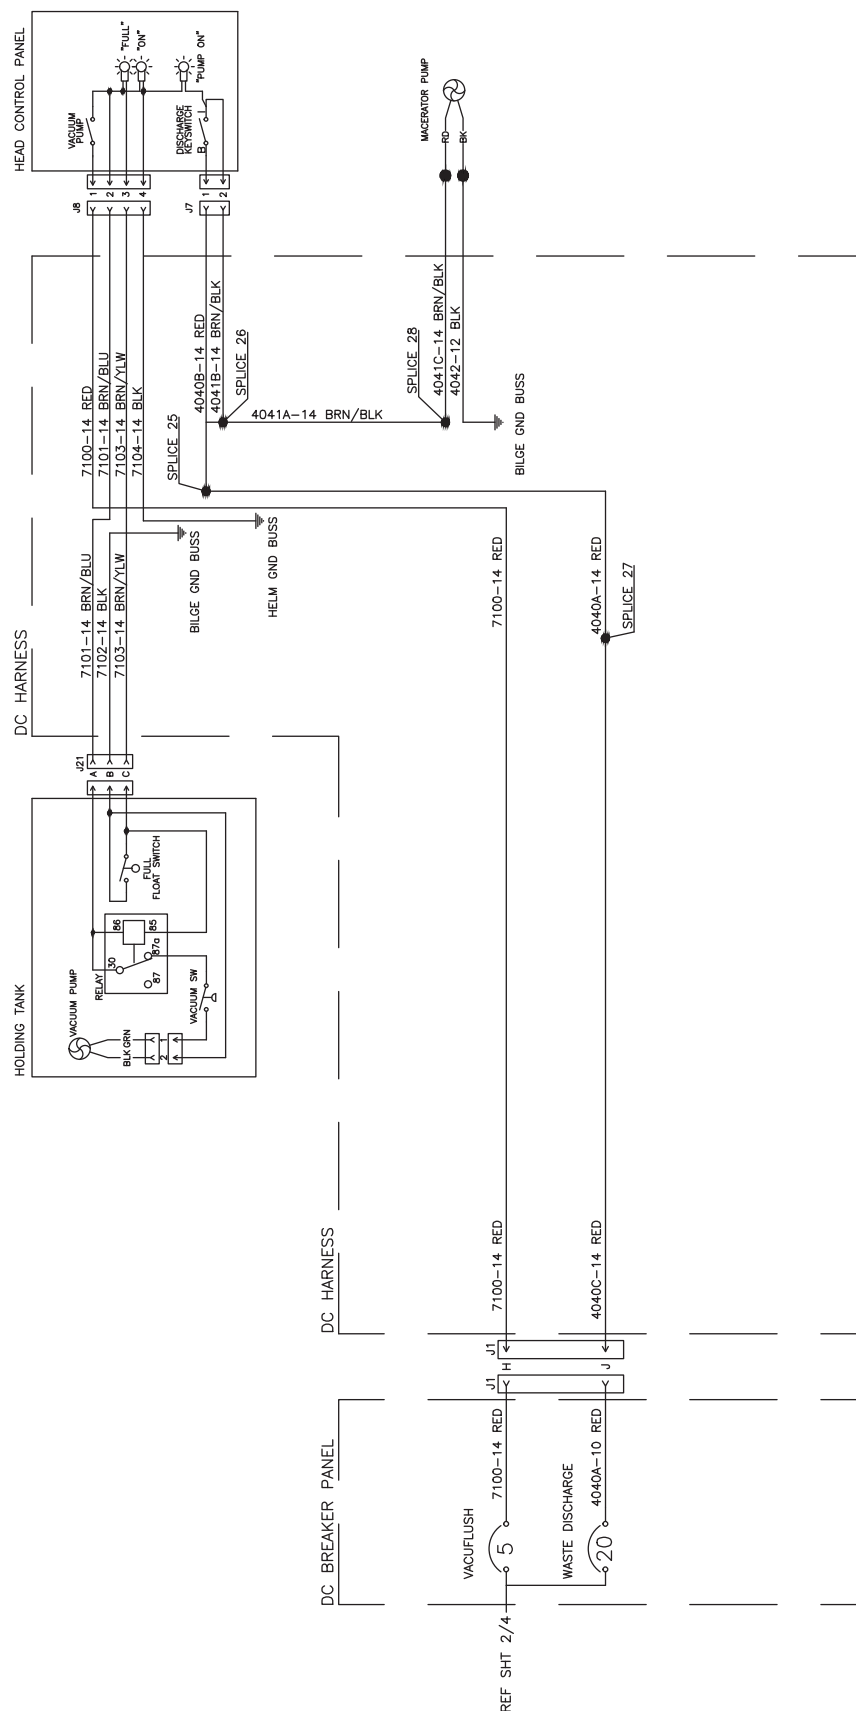 HEAD CONTROL PANEL
"FULL"
"ON"
"PUMP ON"
VACUUM
PUMP
DISCHARGE
KEYSWITCH
B
I
J8
1
2
3
4
J7
1
2
MACERATOR PUMP
RD
BK
7100-14 RED
7101-14 BRN/BLU
7103-14 BRN/YLW
7104-14 BLK
4040B-14 RED
4041B-14 BRN/BLK
SPLICE 26
SPLICE 25
4041A-14 BRN/BLK
SPLICE 28
4041C-14 BRN/BLK
4042-12 BLK
BILGE GND BUSS
DC HARNESS
7101-14 BRN/BLU
7102-14 BLK
7103-14 BRN/YLW
BILGE GND BUSS
HELM GND BUSS
7100-14 RED
4040A-14 RED
SPLICE 27
J21
A
B
C
HOLDING TANK
FULL
FLOAT SWITCH
RELAY
86
85
30
87a
87
VACUUM PUMP
VACUUM SW
BLK
GRN
2
1
DC HARNESS
7100-14 RED
4040C-14 RED
J1
H
J
J1
DC BREAKER PANEL
7100-14 RED
4040A-10 RED
VACUFLUSH
5
WASTE DISCHARGE
20
REF SHT 2/4